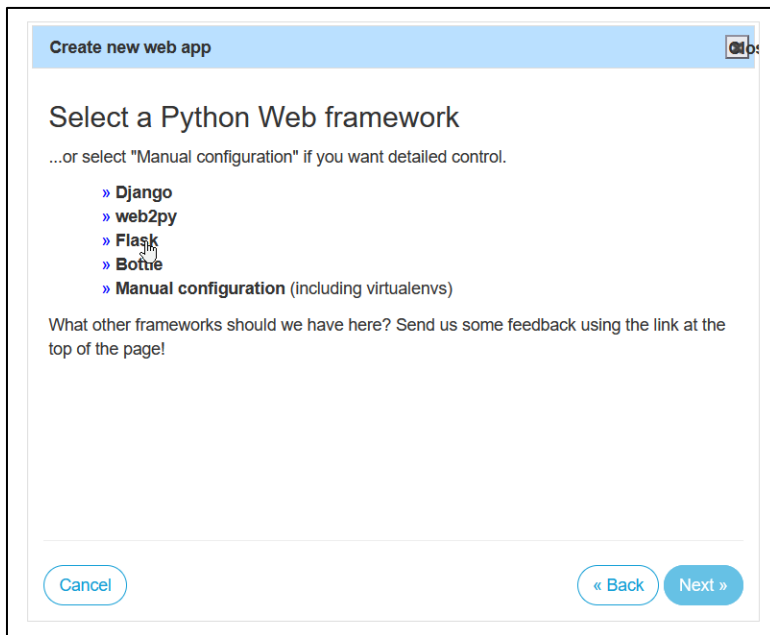 Create new web app
Select a Python Web framework
...or select "Manual configuration" if you want detailed control.
» Django
» web2py
» Flask
» Bottle
» Manual configuration (including virtualenvs)
What other frameworks should we have here? Send us some feedback using the link at the
top of the page!
Cancel
« Back
Next »